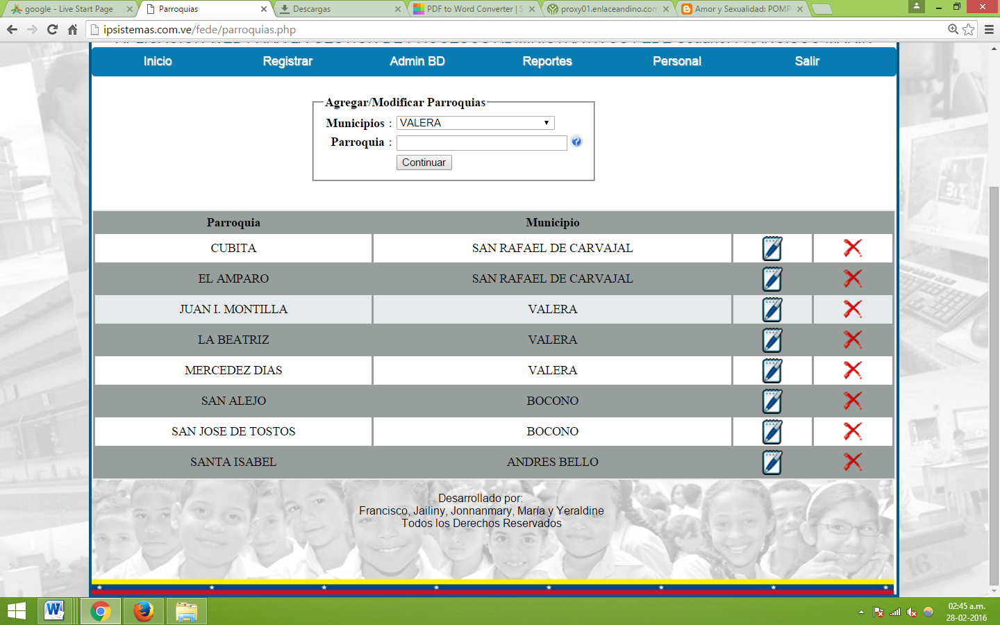 google - Live Start Page
Parroquias
Descargas
PDF to Word Converter | S
proxy01.enlaceandino.com
Amor y Sexualidad: POMP
ipsistemas.com.ve/fede/parroquias.php
Inicio Registrar Admin BD Reportes Personal Salir
Agregar/Modificar Parroquias
Municipios : VALERA
Parroquia :
Continuar
Parroquia Municipio
CUBITA SAN RAFAEL DE CARVAJAL
EL AMPARO SAN RAFAEL DE CARVAJAL
JUAN I. MONTILLA VALERA
LA BEATRIZ VALERA
MERCEDEZ DIAS VALERA
SAN ALEJO BOCONO
SAN JOSE DE TOSTOS BOCONO
SANTA ISABEL ANDRES BELLO
Desarrollado por:
Francisco, Jailiny, Jonnanmary, María y Yeraldine
Todos los Derechos Reservados
02:45 a.m.
28-02-2016